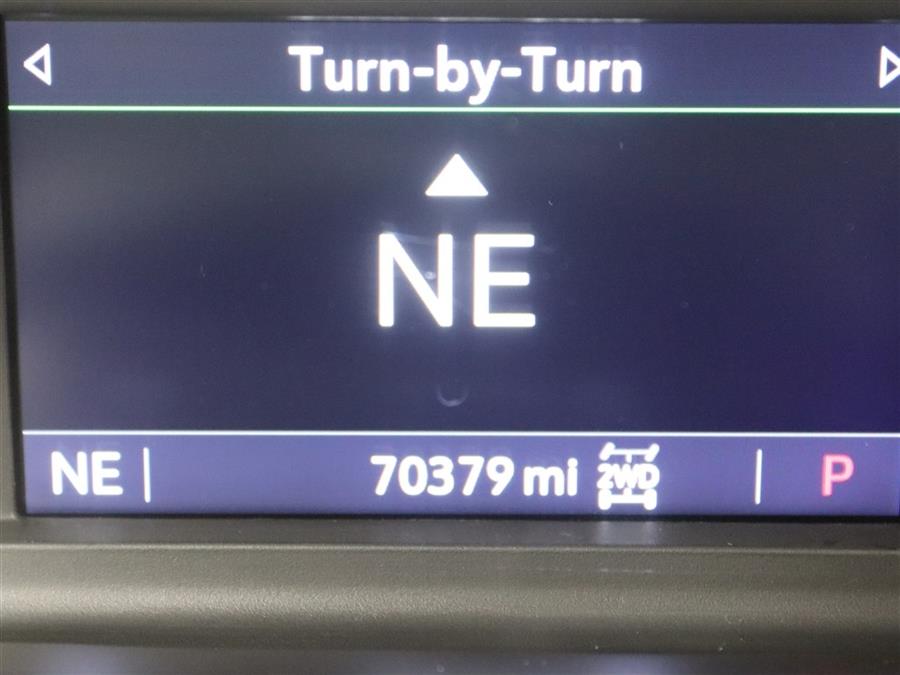 Turn-by-Turn
NE
NE 70379 mi 2WD P